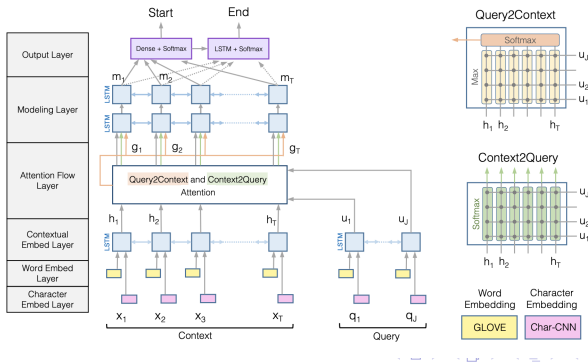 Start
End
Query2Context
Output Layer
Dense + Softmax
LSTM + Softmax
Softmax
m1
m2
mT
Max
uJ
u2
u1
Modeling Layer
LSTM
LSTM
h1
h2
hT
g1
g2
gT
Attention Flow
Layer
Query2Context and Context2Query
Attention
Context2Query
Softmax
uJ
u2
u1
h1
h2
hT
h1
h2
hT
u1
uJ
Contextual
Embed Layer
LSTM
LSTM
Word Embed
Layer
Character
Embed Layer
x1
x2
x3
xT
q1
qJ
Context
Query
Word
Embedding
GLOVE
Character
Embedding
Char-CNN